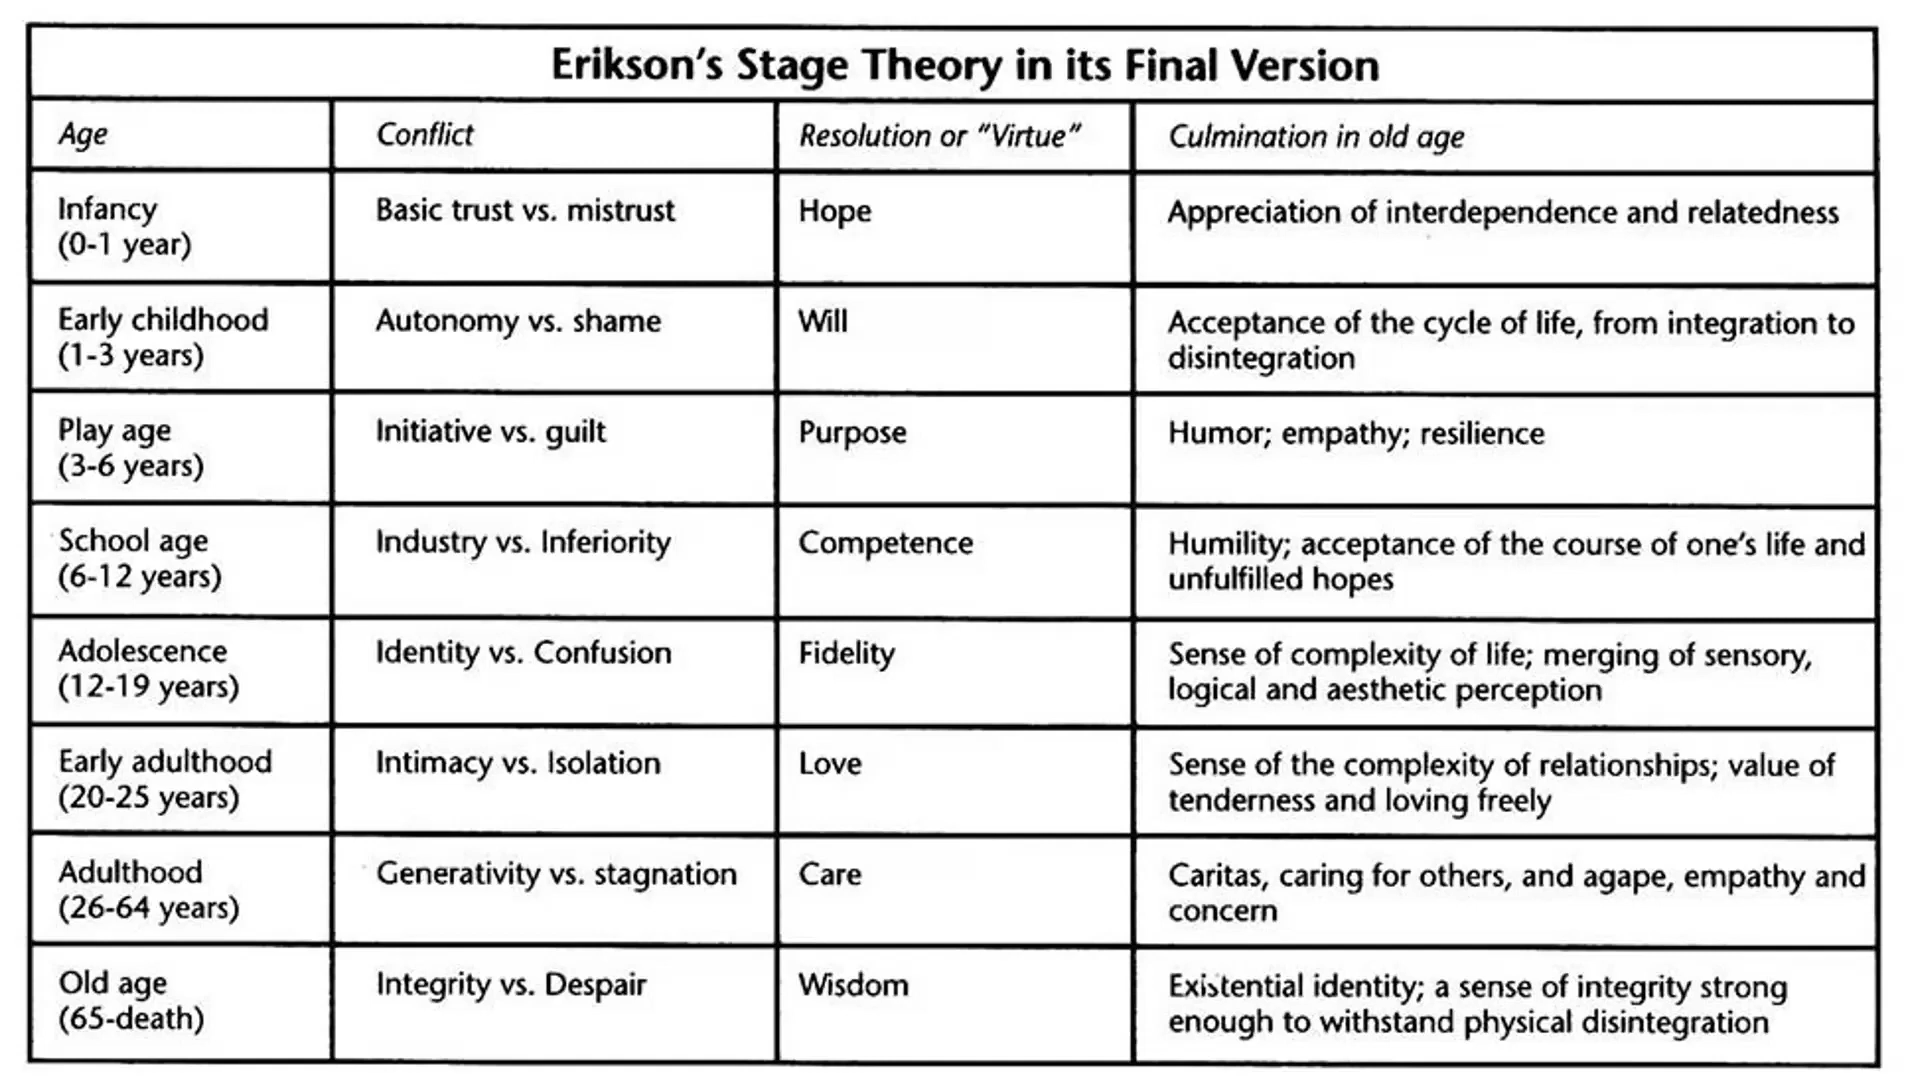 Erikson's Stage Theory in its Final Version
Age
Conflict
Resolution or "Virtue"
Culmination in old age
Infancy
(0-1 year)
Basic trust vs. mistrust
Hope
Appreciation of interdependence and relatedness
Early childhood
(1-3 years)
Autonomy vs. shame
Will
Acceptance of the cycle of life, from integration to
disintegration
Play age
(3-6 years)
Initiative vs. guilt
Purpose
Humor; empathy; resilience
School age
(6-12 years)
Industry vs. Inferiority
Competence
Humility; acceptance of the course of one's life and
unfulfilled hopes
Adolescence
(12-19 years)
Identity vs. Confusion
Fidelity
Sense of complexity of life; merging of sensory,
logical and aesthetic perception
Early adulthood
(20-25 years)
Intimacy vs. Isolation
Love
Sense of the complexity of relationships; value of
tenderness and loving freely
Adulthood
(26-64 years)
Generativity vs. stagnation
Care
Caritas, caring for others, and agape, empathy and
concern
Old age
(65-death)
Integrity vs. Despair
Wisdom
Existential identity; a sense of integrity strong
enough to withstand physical disintegration